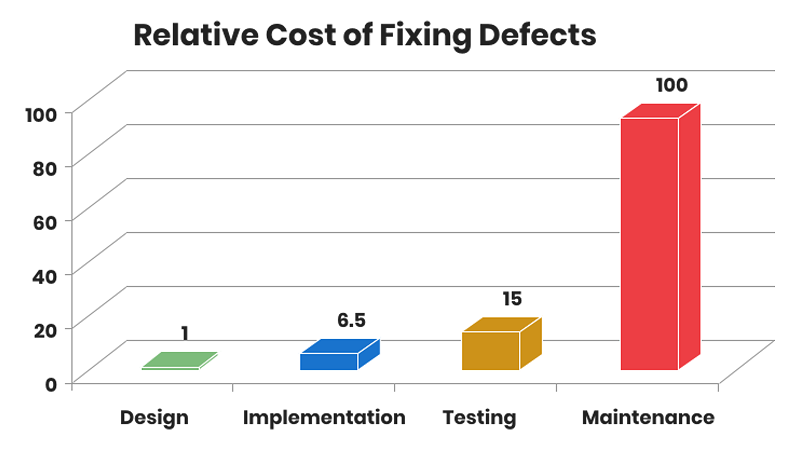 Relative Cost of Fixing Defects
100
80
60
40
20
0
1
6.5
15
100
Design
Implementation
Testing
Maintenance